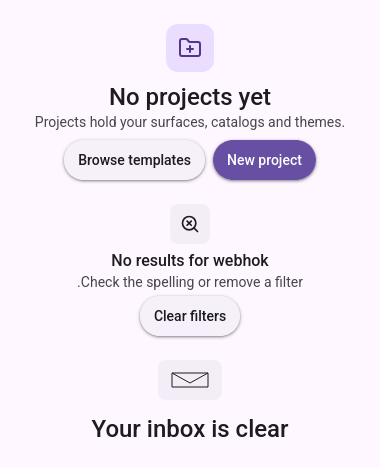 No projects yet
Projects hold your surfaces, catalogs and themes.
Browse templates
New project
No results for webhok
.Check the spelling or remove a filter
Clear filters
Your inbox is clear